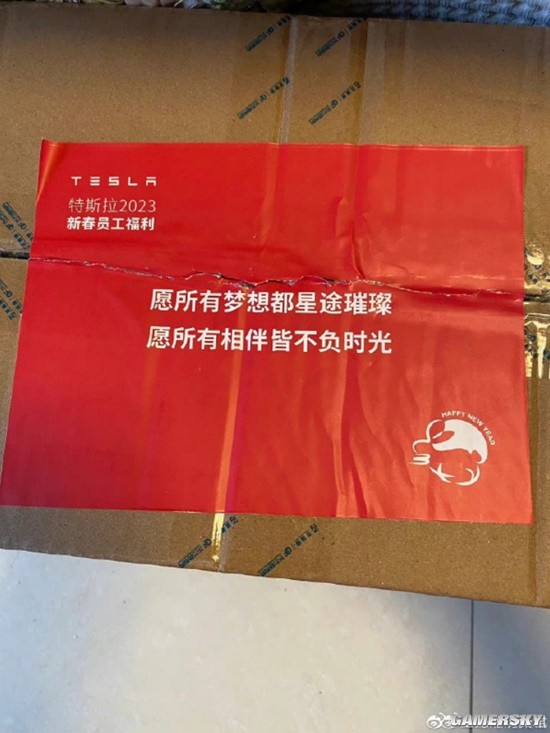 TESLA
特斯拉2023
新春员工福利
愿所有梦想都星途璀璨
愿所有相伴皆不负时光
HAPPY NEW YEAR
GAMERSKY